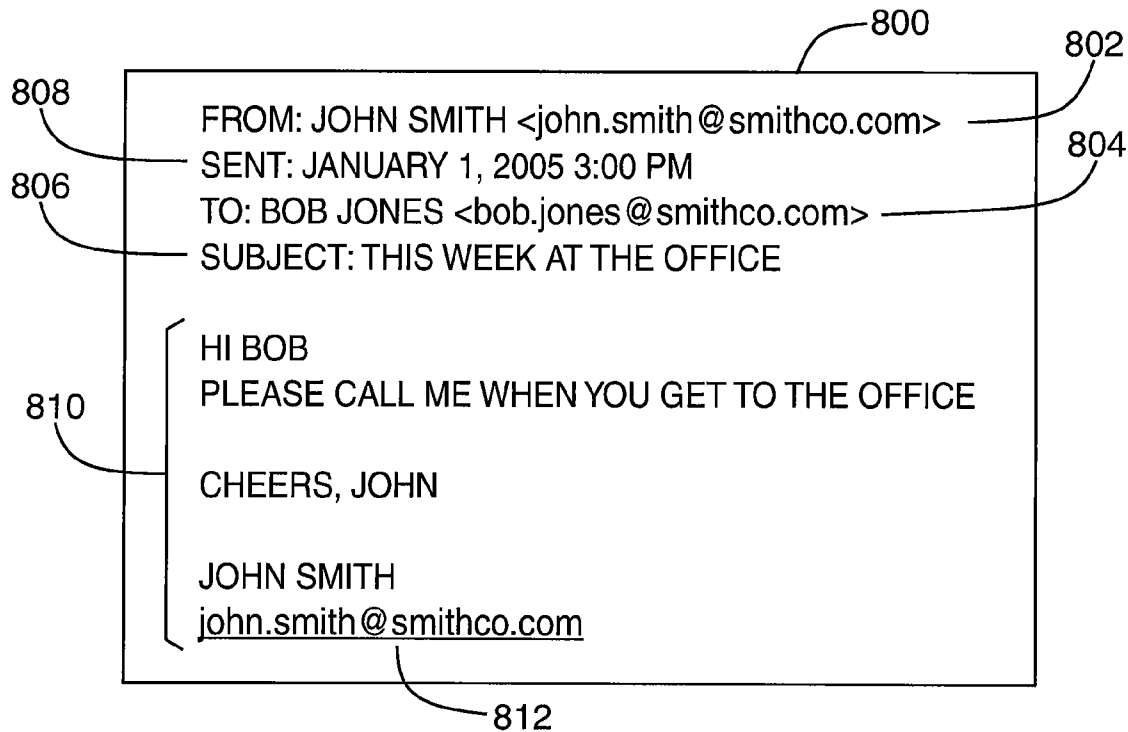 800
802
FROM: JOHN SMITH <john.smith@smithco.com>
808
SENT: JANUARY 1, 2005 3:00 PM
804
806
TO: BOB JONES <bob.jones@smithco.com>
SUBJECT: THIS WEEK AT THE OFFICE
HI BOB
PLEASE CALL ME WHEN YOU GET TO THE OFFICE
810
CHEERS, JOHN
JOHN SMITH
john.smith@smithco.com
812